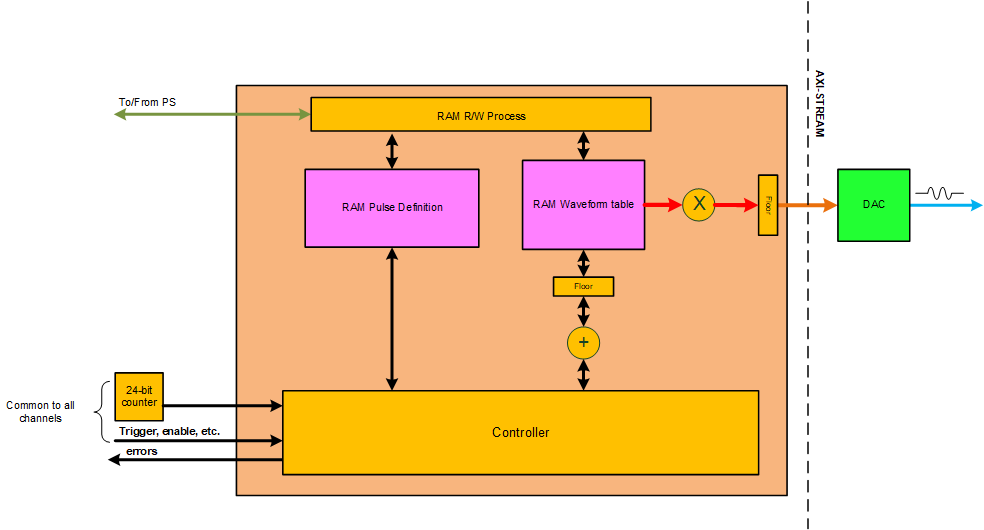 To/From PS
RAM R/W Process
AXI-STREAM
RAM Pulse Definition
RAM Waveform table
X
Floor
DAC
Floor
+
24-bit
counter
Common to all
channels
Trigger, enable, etc.
errors
Controller